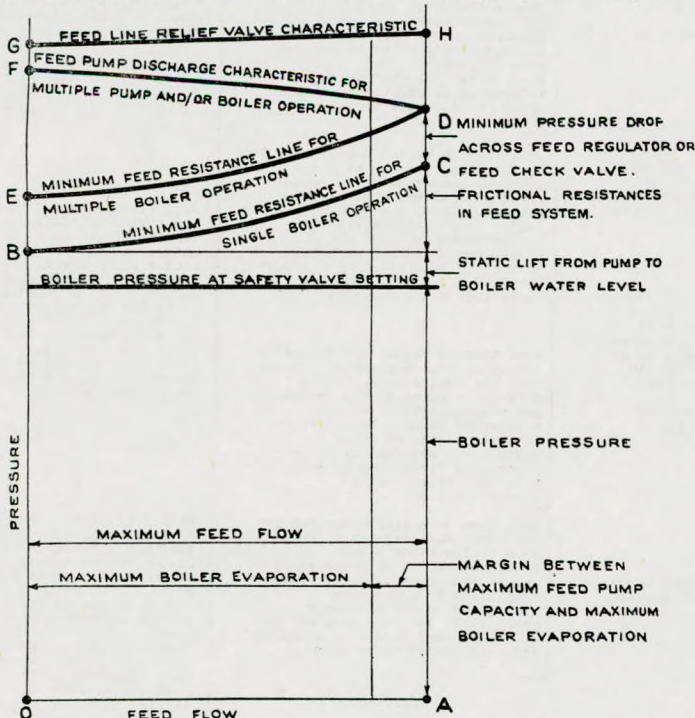 G
FEED LINE RELIEF VALVE CHARACTERISTIC
H
F
FEED PUMP DISCHARGE CHARACTERISTIC FOR
MULTIPLE PUMP AND/OR BOILER OPERATION
D
MINIMUM PRESSURE DROP
ACROSS FEED REGULATOR OR
FEED CHECK VALVE.
C
FRICTIONAL RESISTANCES
IN FEED SYSTEM.
E
MINIMUM FEED RESISTANCE LINE FOR
MULTIPLE BOILER OPERATION
MINIMUM FEED RESISTANCE LINE FOR
SINGLE BOILER OPERATION
B
STATIC LIFT FROM PUMP TO
BOILER WATER LEVEL
BOILER PRESSURE AT SAFETY VALVE SETTING
PRESSURE
BOILER PRESSURE
MAXIMUM FEED FLOW
MAXIMUM BOILER EVAPORATION
MARGIN BETWEEN
MAXIMUM FEED PUMP
CAPACITY AND MAXIMUM
BOILER EVAPORATION
O
FEED FLOW
A